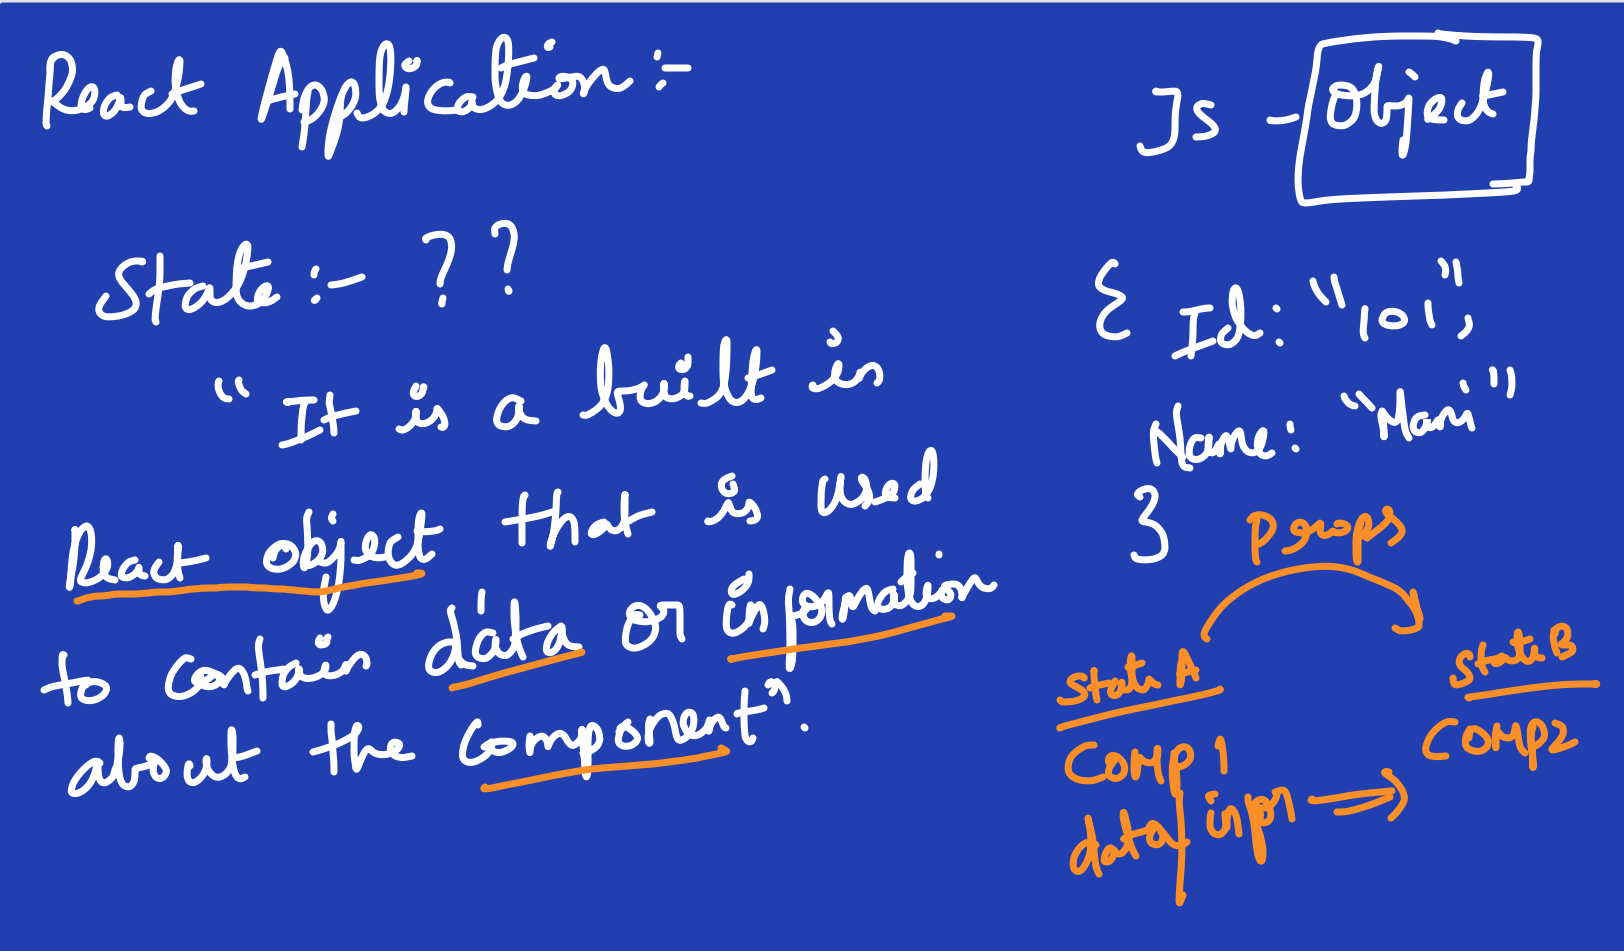 React Application :-
State :- ??
"It is a built in
React object that is used
to contain data or information
about the component".
JS - Object
{ Id: "101",
Name: "Mani"
}
Props
State A
State B
COMP 1
COMP2
data/infor